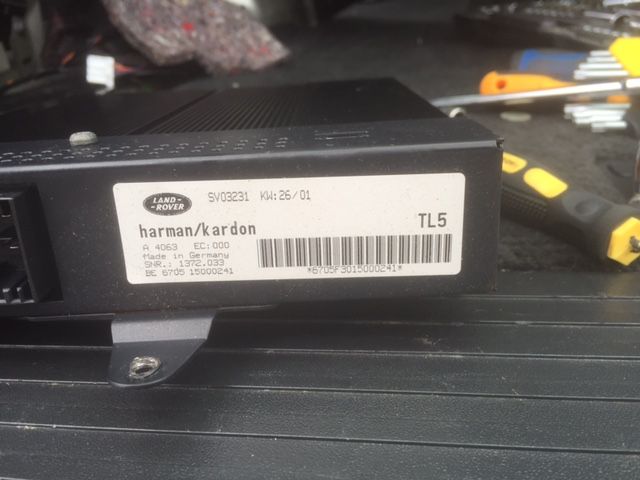 LAND-
-ROVER
SV03231 KW:26/01
harman/kardon
TL5
A 4063 EC:000
Made in Germany
SNR.: 1372.033
BE 6705 15000241
*6705F3015000241*